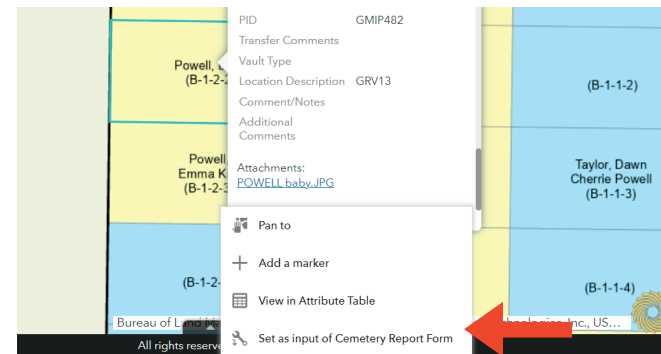 PID GMIP482
Transfer Comments
Vault Type
Location Description GRV13
Comment/Notes
Additional
Comments
Attachments:
POWELL baby.JPG
Pan to
Add a marker
View in Attribute Table
Set as input of Cemetery Report Form
Powell,
(B-1-2-
Powell
Emma K
(B-1-2-3
(B-1-2-
(B-1-1-2)
Taylor, Dawn
Cherrie Powell
(B-1-1-3)
(B-1-1-4)
Bureau of Land Inc., US...
All rights reserve